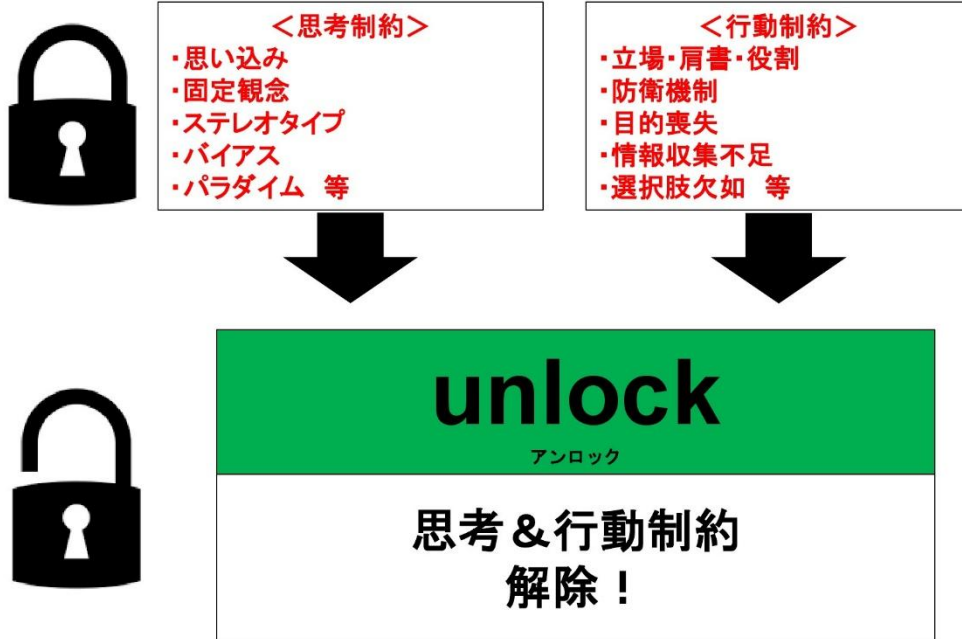 ＜思考制約＞
・思い込み
・固定観念
・ステレオタイプ
・バイアス
・パラダイム　等
＜行動制約＞
・立場・肩書・役割
・防衛機制
・目的喪失
・情報収集不足
・選択肢欠如　等
unlock
アンロック
思考＆行動制約
解除！